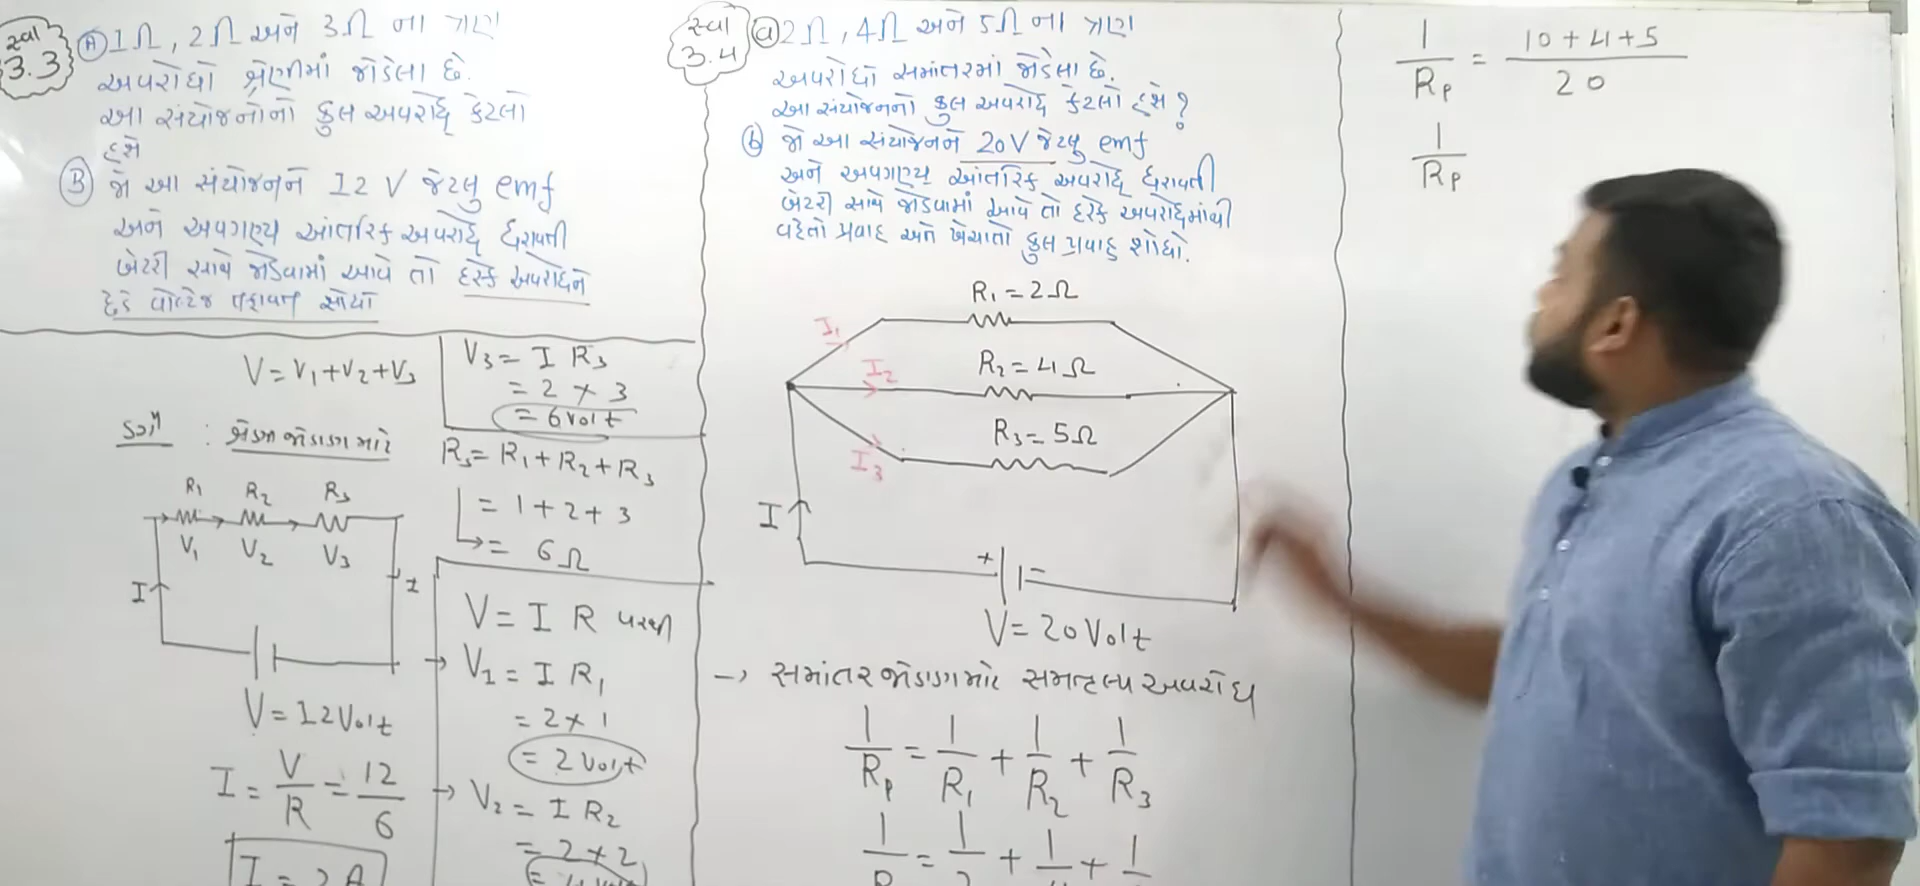 સ્વા 3.3
(A) 1Ω, 2Ω અને 3Ω ના ત્રણ
અવરોધો શ્રેણીમાં જોડેલા છે.
આ સંયોજનોનો કુલ અવરોધ કેટલો
હશે
(B) જો આ સંયોજનને 12 V જેટલુ emf
અને અવગણ્ય આંતરિક અવરોધ ધરાવતી
બેટરી સાથે જોડવામાં આવે તો દરેક અવરોધને
છેડે વોલ્ટેજ તફાવત
V = V₁+V₂+V₃
: શ્રેણી જોડાણ માટે
R₁ R₂ R₃
V₁ V₂ V₃
I
I
V = 12 Volt
I = V/R = 12/6
I = 2A
V₃ = I R₃
= 2 × 3
= 6 volt
Rs = R₁ + R₂ + R₃
= 1 + 2 + 3
→ = 6Ω
V = I R પરથી
→ V₁ = I R₁
= 2 × 1
= 2 Volt
→ V₂ = I R₂
= 2 × 2
સ્વા 3.4
(a) 2Ω, 4Ω અને 5Ω ના ત્રણ
અવરોધો સમાંતરમાં જોડેલા છે.
આ સંયોજનનો કુલ અવરોધ કેટલો હશે?
(b) જો આ સંયોજનને 20V જેટલુ emf
અને અવગણ્ય આંતરિક અવરોધ ધરાવતી
બેટરી સાથે જોડવામાં આવે તો દરેક અવરોધમાંથી
વહેતો પ્રવાહ અને ખેંચાતો કુલ પ્રવાહ શોધો.
R₁ = 2Ω
I₁
R₂ = 4Ω
I₂
R₃ = 5Ω
I₃
I
+ −
V = 20 Volt
→ સમાંતર જોડાણ માટે સમતુલ્ય અવરોધ
1/Rp = 1/R₁ + 1/R₂ + 1/R₃
1/Rp = (10+4+5)/20
1/Rp